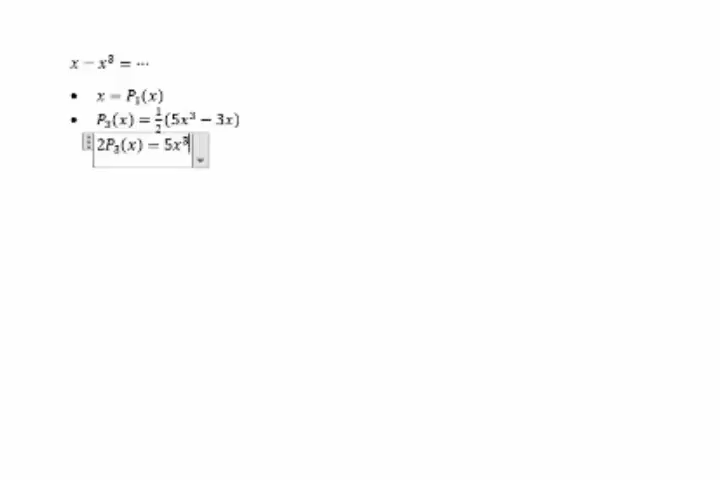 x − x³ = ⋯
• x = P₁(x)
• P₃(x) = ½(5x³ − 3x)
2P₃(x) = 5x³